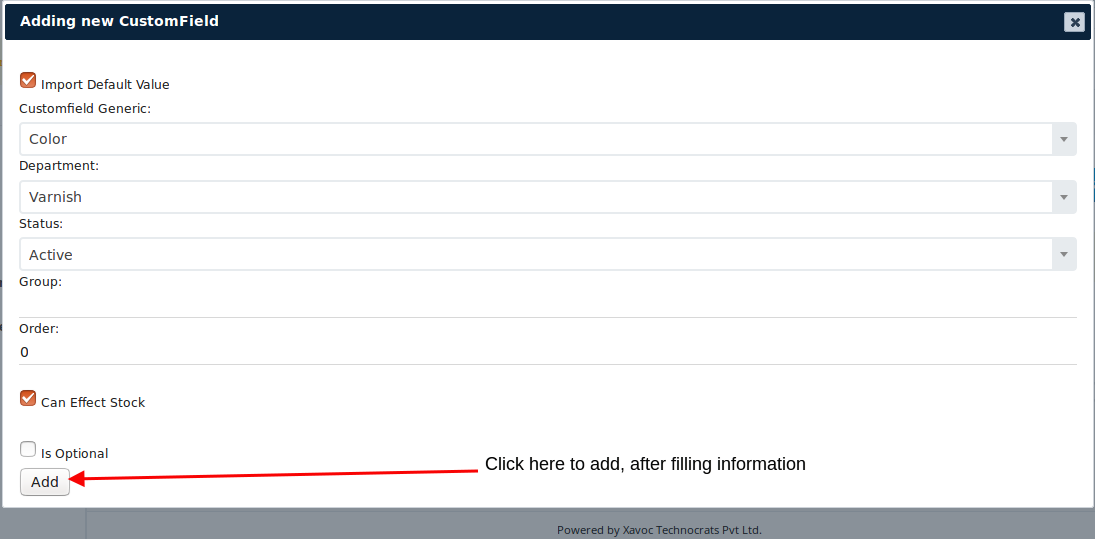 Adding new CustomField
Import Default Value
Customfield Generic:
Color
Department:
Varnish
Status:
Active
Group:
Order:
0
Can Effect Stock
Is Optional
Click here to add, after filling information
Add
Powered by Xavoc Technocrats Pvt Ltd.